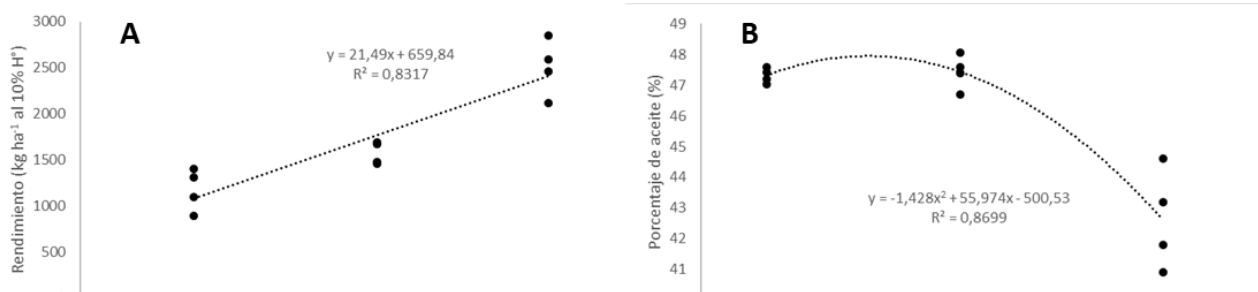 A
Rendimiento (kg ha⁻¹ al 10% H°)
3000
2500
2000
1500
1000
500
y = 21,49x + 659,84
R² = 0,8317
B
Porcentaje de aceite (%)
49
48
47
46
45
44
43
42
41
y = -1,428x² + 55,974x - 500,53
R² = 0,8699